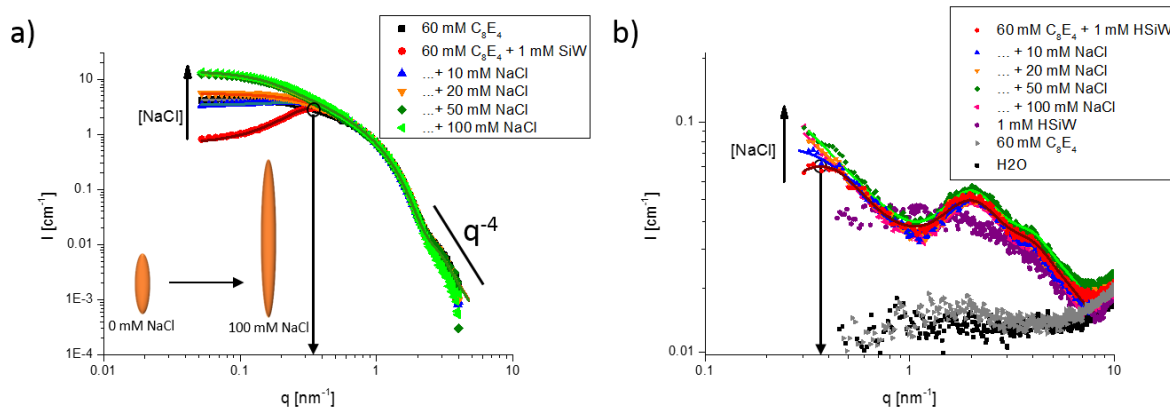 a)
I [cm⁻¹]
10
1
0.1
0.01
1E-3
1E-4
[NaCl]
60 mM C₈E₄
60 mM C₈E₄ + 1 mM SiW
...+ 10 mM NaCl
...+ 20 mM NaCl
...+ 50 mM NaCl
...+ 100 mM NaCl
q⁻⁴
0 mM NaCl
100 mM NaCl
0.01
0.1
1
10
q [nm⁻¹]
b)
I [cm⁻¹]
0.1
0.01
[NaCl]
60 mM C₈E₄ + 1 mM HSiW
... + 10 mM NaCl
... + 20 mM NaCl
... + 50 mM NaCl
... + 100 mM NaCl
1 mM HSiW
60 mM C₈E₄
H2O
0.1
1
10
q [nm⁻¹]